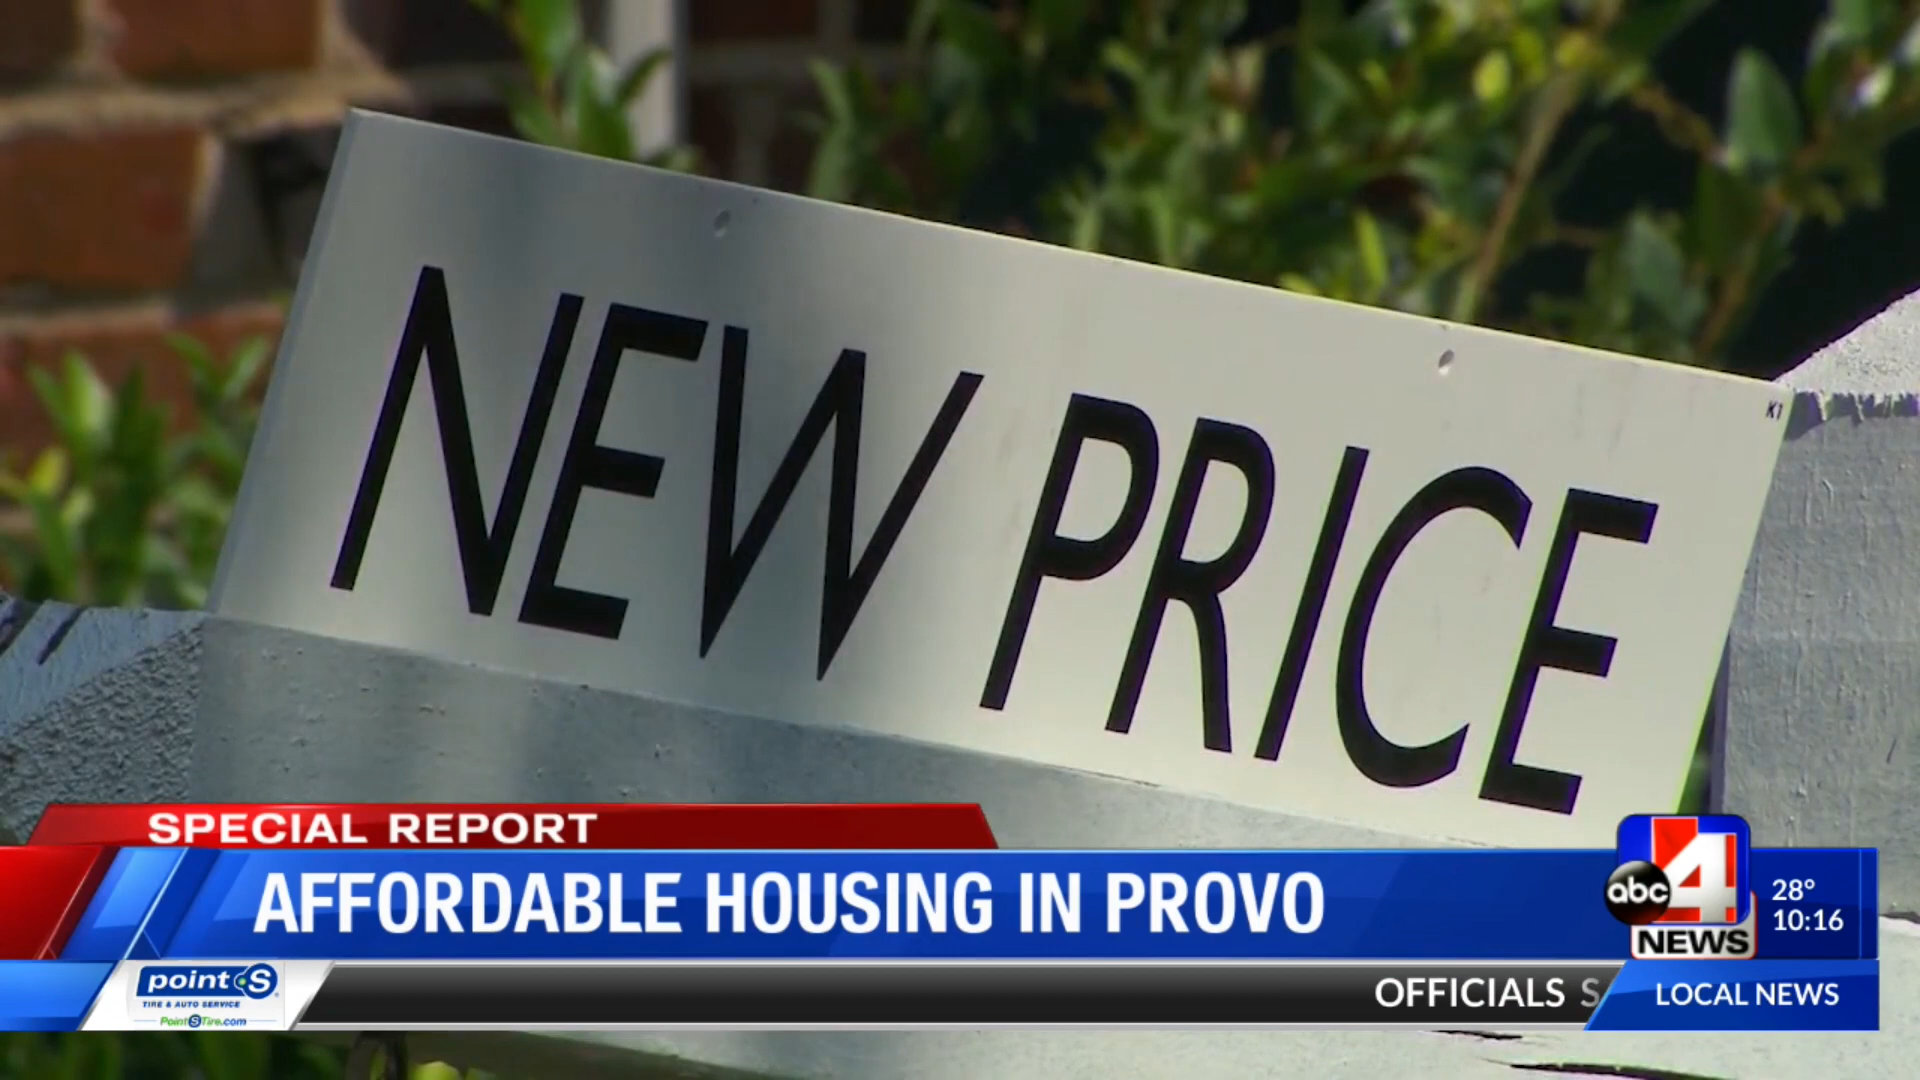 K1
NEW PRICE
SPECIAL REPORT
AFFORDABLE HOUSING IN PROVO
abc 4
NEWS
28°
10:16
point S
TIRE & AUTO SERVICE
PointSTire.com
OFFICIALS S
LOCAL NEWS